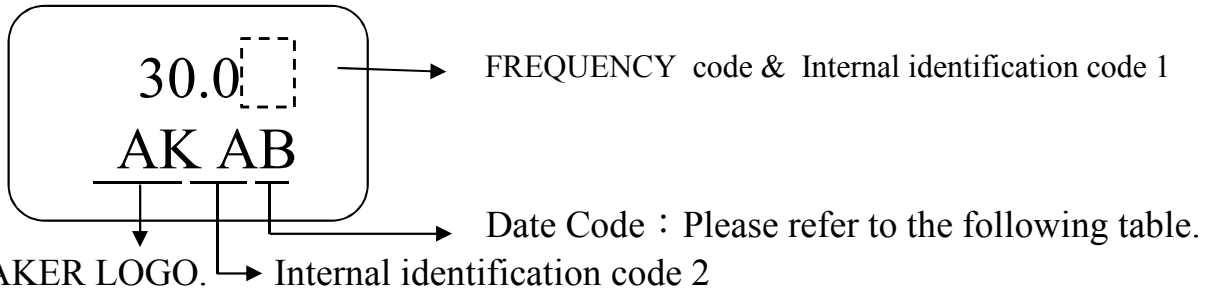 30.0
FREQUENCY code & Internal identification code 1
AK AB
Date Code：Please refer to the following table.
AKER LOGO.
Internal identification code 2